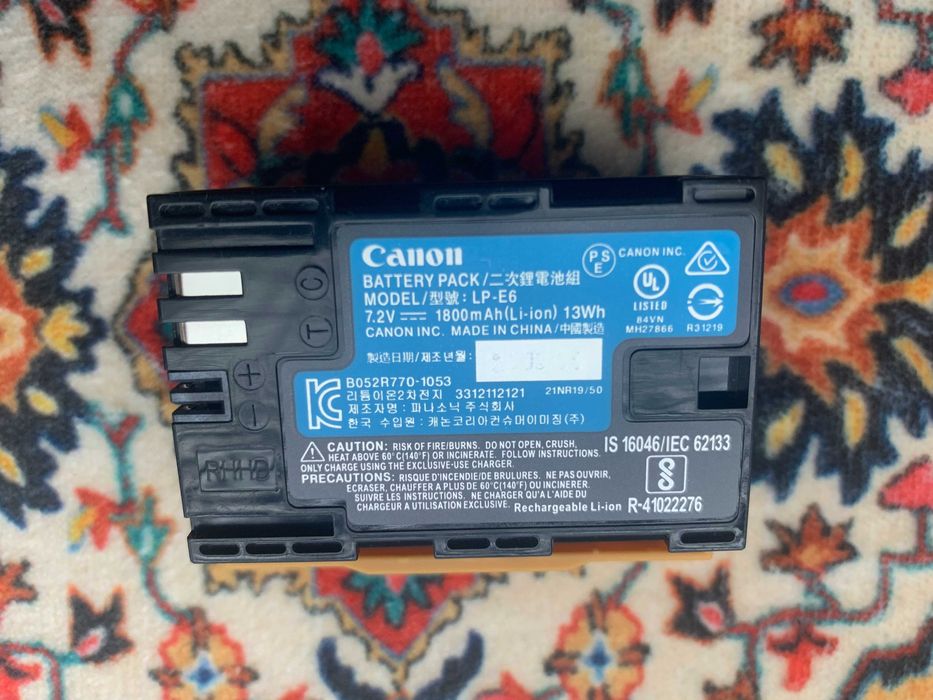 Canon
BATTERY PACK/二次鋰電池組
MODEL/型號: LP-E6
7.2V ⎓ 1800mAh(Li-ion) 13Wh
CANON INC. MADE IN CHINA/中國製造
製造日期/제조년월:
PSE
CANON INC.
UL
LISTED
84VN
MH27866
R31219
C
T
+
-
B052R770-1053
리튬이온2차전지 3312112121
21NR19/50
제조자명 : 파나소닉 주식회사
한국 수입원 : 캐논코리아컨슈머이미징(주)
CAUTION: RISK OF FIRE/BURNS. DO NOT OPEN, CRUSH,
HEAT ABOVE 60°C(140°F) OR INCINERATE. FOLLOW INSTRUCTIONS.
ONLY CHARGE USING THE EXCLUSIVE-USE CHARGER.
PRÉCAUTIONS: RISQUE D'INCENDIE/DE BRULURES. NE PAS OUVRIR,
ECRASER, CHAUFFER A PLUS DE 60°C(140°F) OU INCINERER.
SUIVRE LES INSTRUCTIONS. NE CHARGER QU'A L'AIDE DU
CHARGEUR A UTILISATION EXCLUSIVE.
Rechargeable Li-ion
IS 16046/IEC 62133
R-41022276